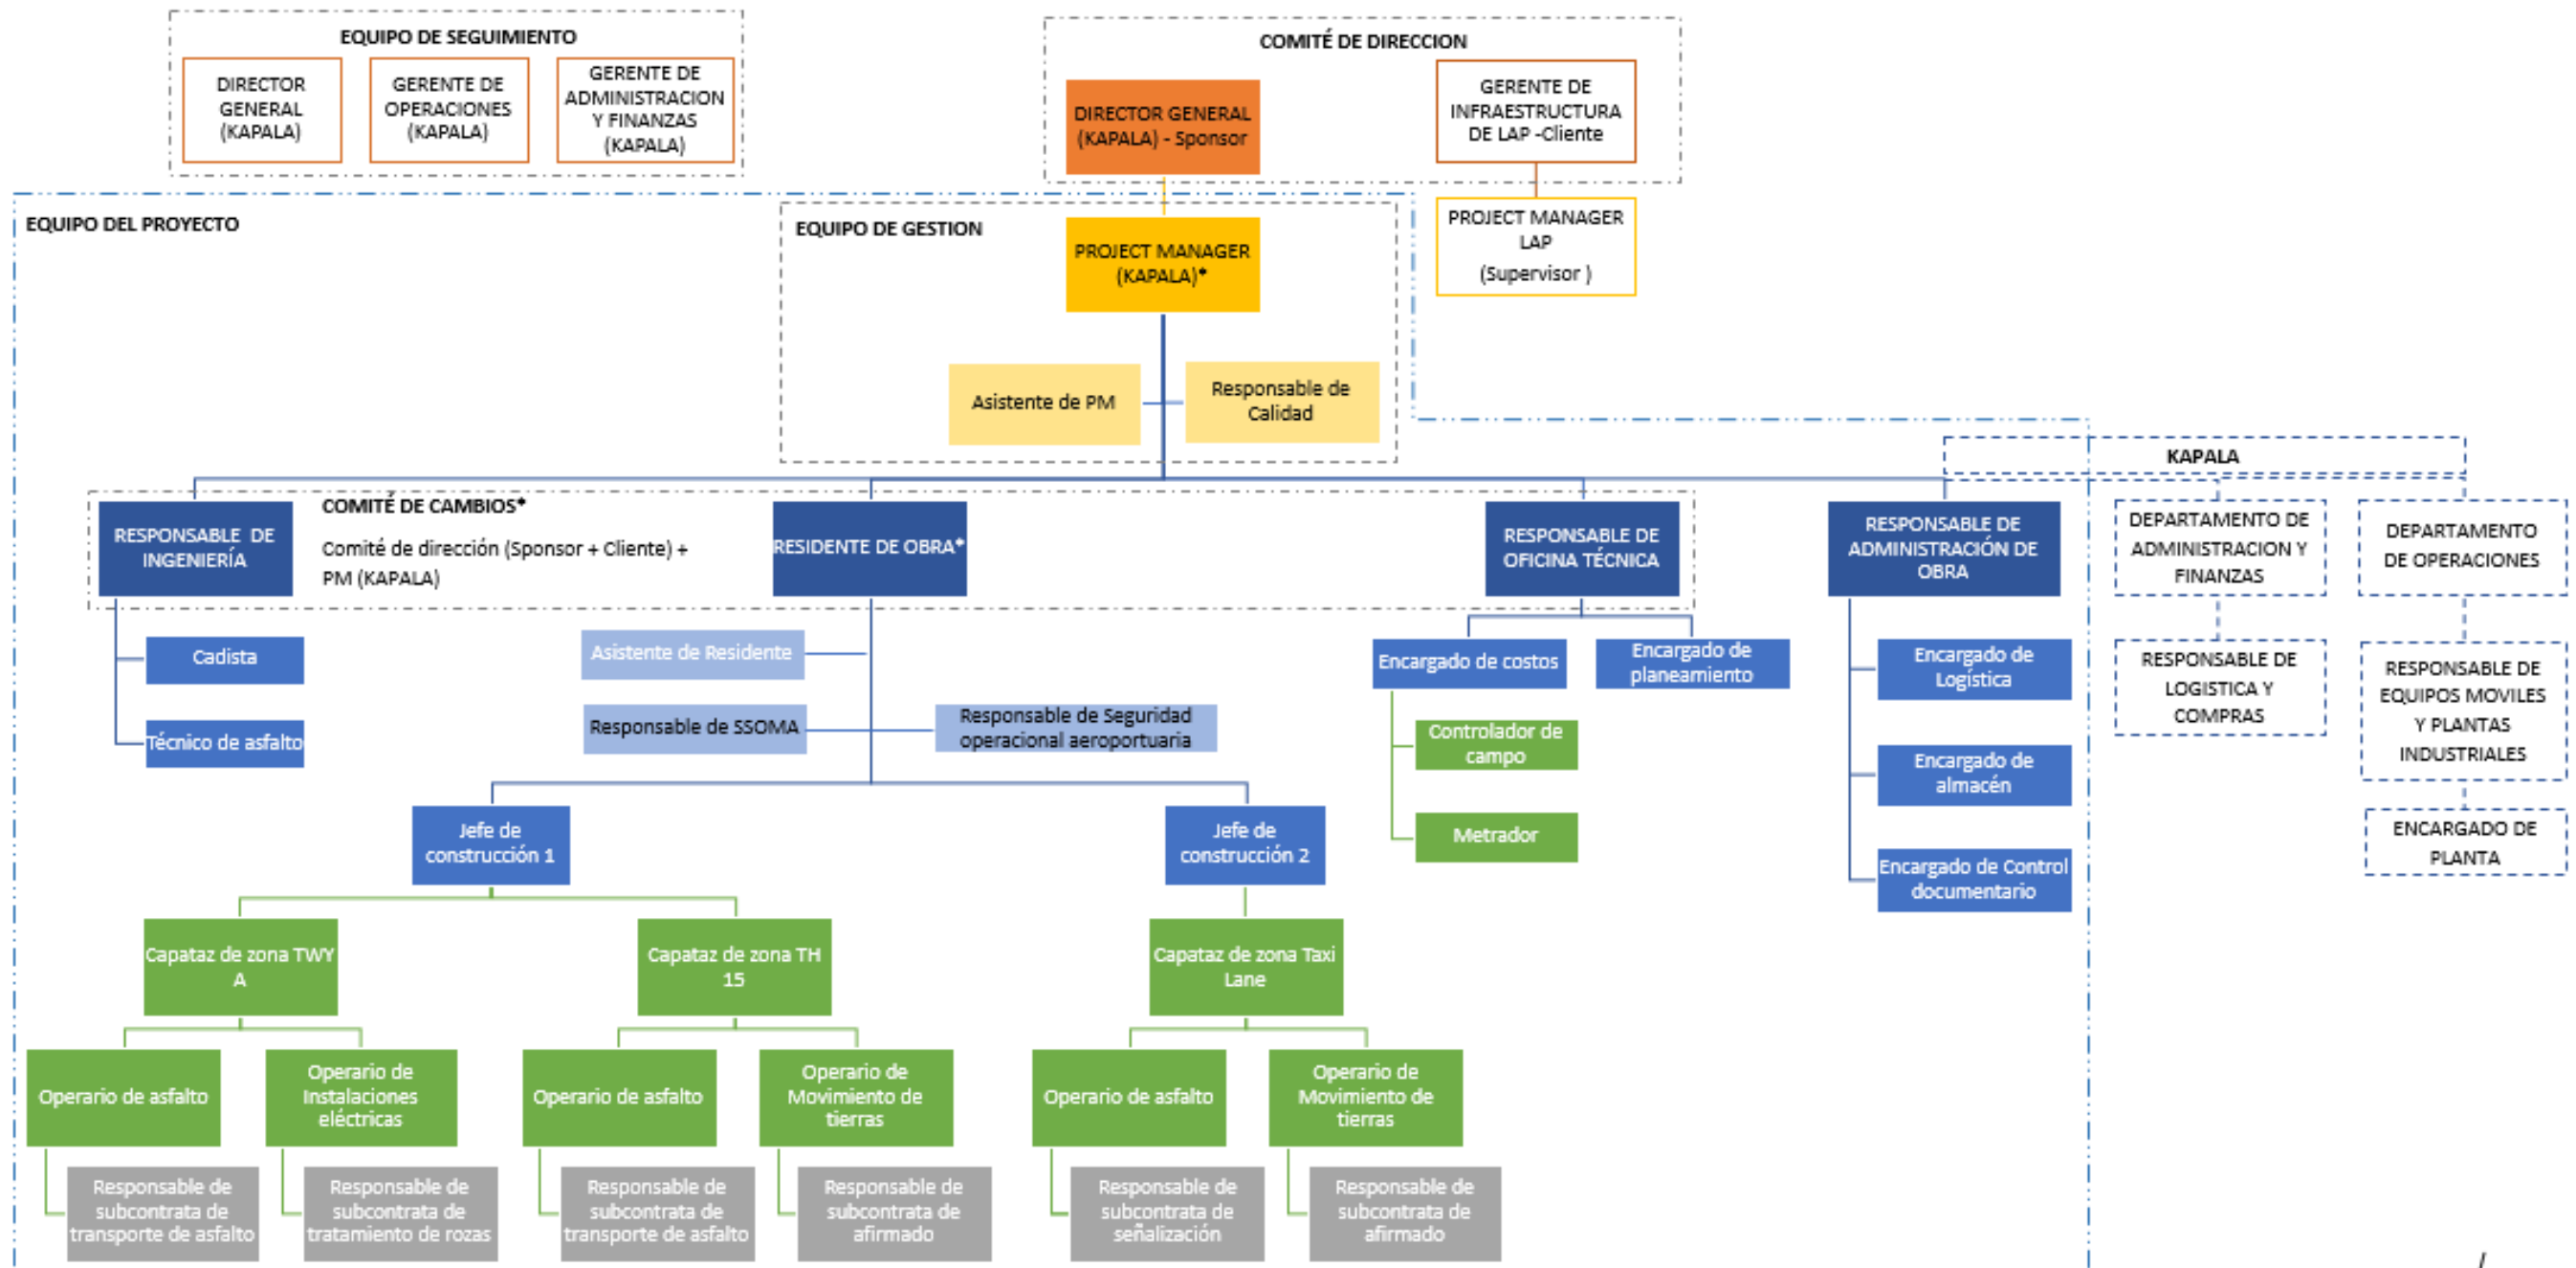 EQUIPO DE SEGUIMIENTO
DIRECTOR
GENERAL
(KAPALA)
GERENTE DE
OPERACIONES
(KAPALA)
GERENTE DE
ADMINISTRACION
Y FINANZAS
(KAPALA)
COMITÉ DE DIRECCION
DIRECTOR GENERAL
(KAPALA) - Sponsor
GERENTE DE
INFRAESTRUCTURA
DE LAP -Cliente
EQUIPO DEL PROYECTO
EQUIPO DE GESTION
PROJECT MANAGER
(KAPALA)*
PROJECT MANAGER
LAP
(Supervisor )
Asistente de PM
Responsable de
Calidad
KAPALA
RESPONSABLE DE
INGENIERÍA
COMITÉ DE CAMBIOS*
Comité de dirección (Sponsor + Cliente) +
PM (KAPALA)
RESIDENTE DE OBRA*
RESPONSABLE DE
OFICINA TÉCNICA
RESPONSABLE DE
ADMINISTRACIÓN DE
OBRA
DEPARTAMENTO DE
ADMINISTRACION Y
FINANZAS
DEPARTAMENTO
DE OPERACIONES
Cadista
Técnico de asfalto
Asistente de Residente
Responsable de SSOMA
Responsable de Seguridad
operacional aeroportuaria
Encargado de costos
Encargado de
planeamiento
Controlador de
campo
Metrador
Encargado de
Logística
Encargado de
almacén
Encargado de Control
documentario
RESPONSABLE DE
LOGISTICA Y
COMPRAS
RESPONSABLE DE
EQUIPOS MOVILES
Y PLANTAS
INDUSTRIALES
ENCARGADO DE
PLANTA
Jefe de
construcción 1
Jefe de
construcción 2
Capataz de zona TWY
A
Capataz de zona TH
15
Capataz de zona Taxi
Lane
Operario de asfalto
Operario de
Instalaciones
eléctricas
Operario de asfalto
Operario de
Movimiento de
tierras
Operario de asfalto
Operario de
Movimiento de
tierras
Responsable de
subcontrata de
transporte de asfalto
Responsable de
subcontrata de
tratamiento de rozas
Responsable de
subcontrata de
transporte de asfalto
Responsable de
subcontrata de
afirmado
Responsable de
subcontrata de
señalización
Responsable de
subcontrata de
afirmado